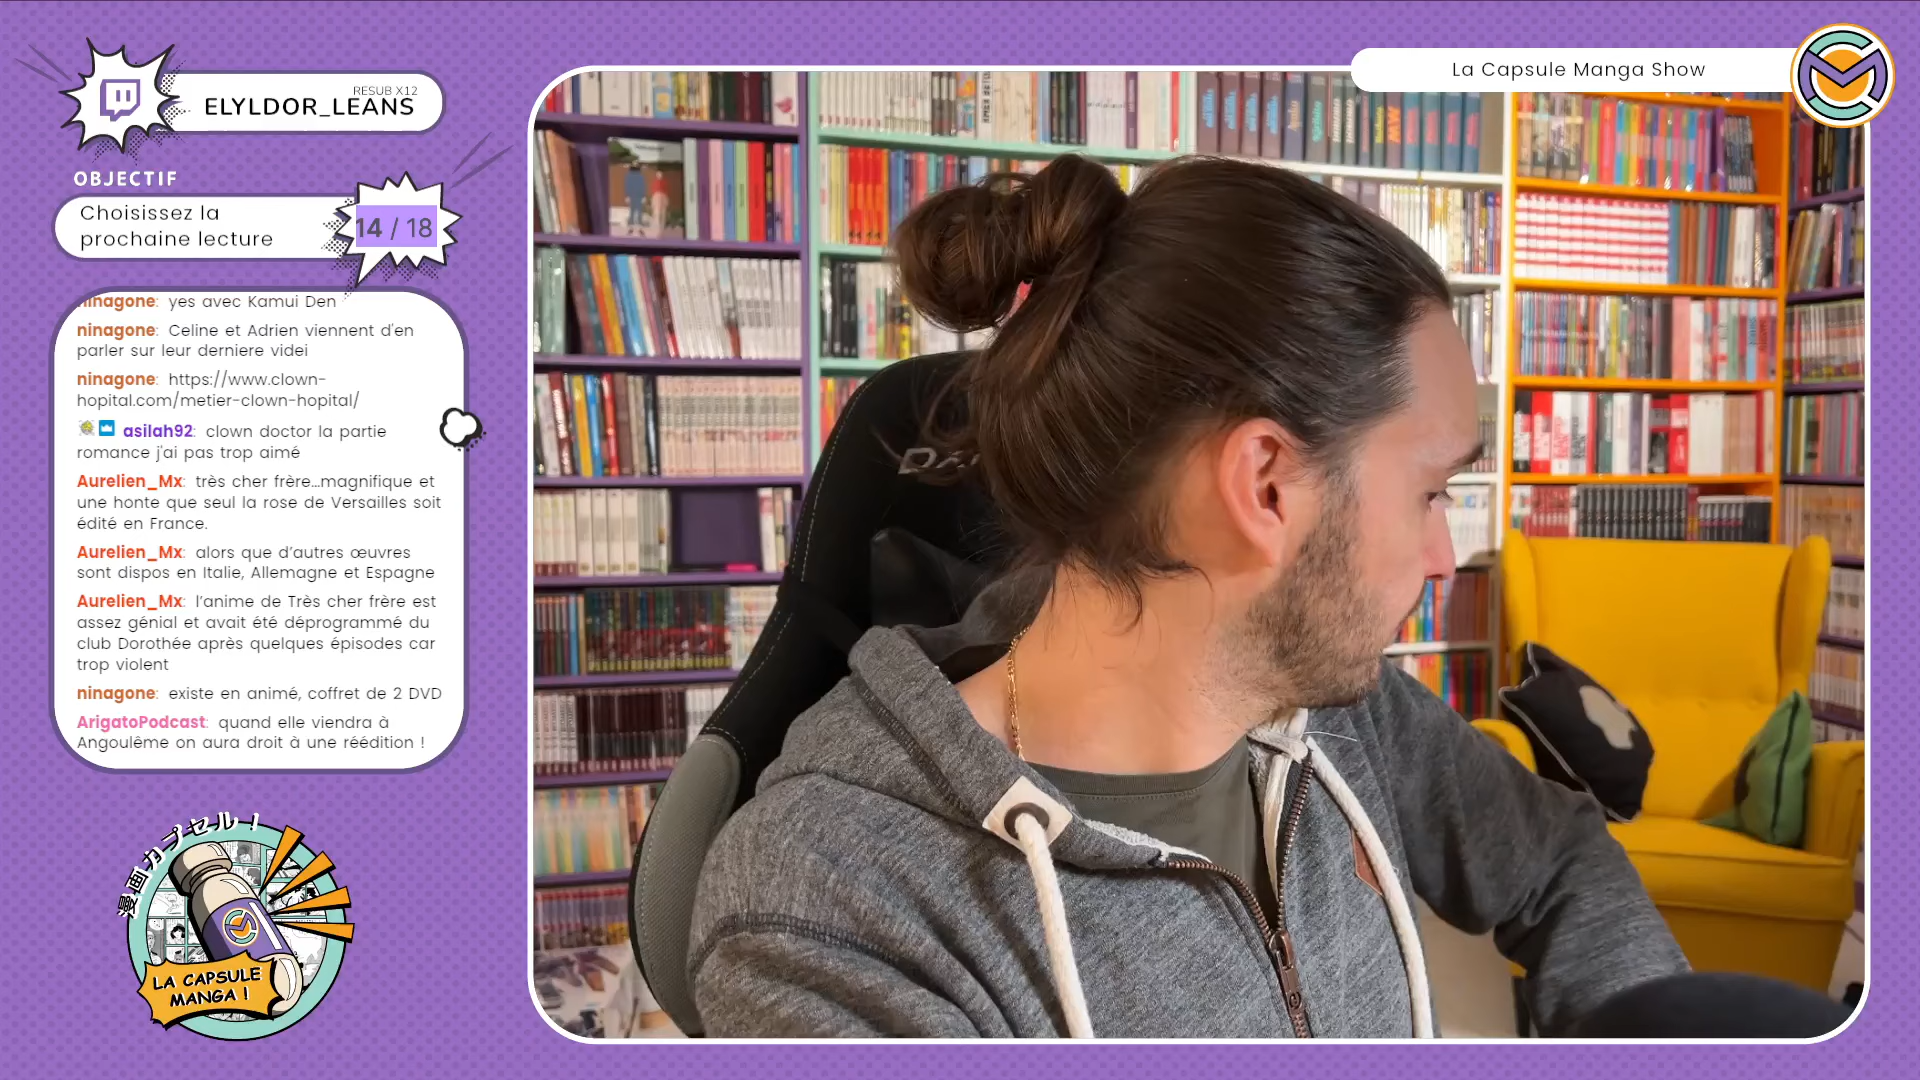 RESUB X12
ELYLDOR_LEANS
OBJECTIF
Choisissez la
prochaine lecture
14 / 18
ninagone: yes avec Kamui Den
ninagone: Celine et Adrien viennent d'en
parler sur leur derniere videi
ninagone: https://www.clown-
hopital.com/metier-clown-hopital/
asilah92: clown doctor la partie
romance j'ai pas trop aimé
Aurelien_Mx: très cher frère...magnifique et
une honte que seul la rose de Versailles soit
édité en France.
Aurelien_Mx: alors que d'autres œuvres
sont dispos en Italie, Allemagne et Espagne
Aurelien_Mx: l'anime de Très cher frère est
assez génial et avait été déprogrammé du
club Dorothée après quelques épisodes car
trop violent
ninagone: existe en animé, coffret de 2 DVD
ArigatoPodcast: quand elle viendra à
Angoulême on aura droit à une réédition !
漫画カプセル！
LA CAPSULE
MANGA !
La Capsule Manga Show